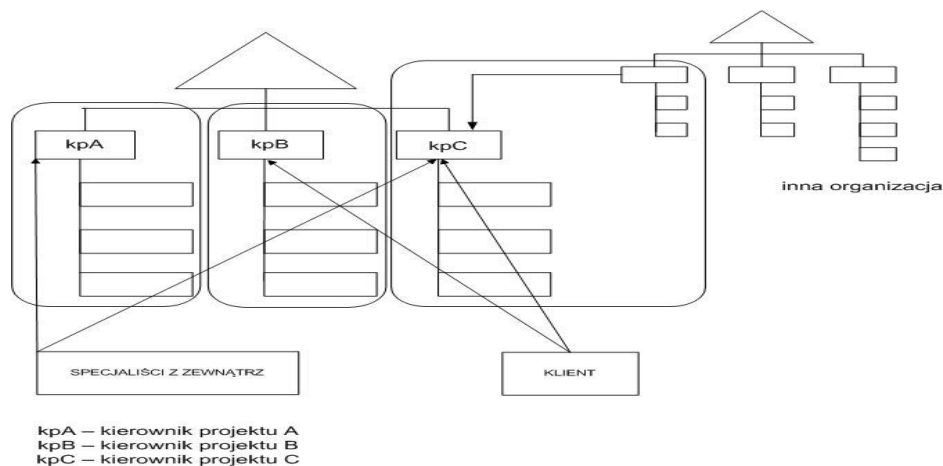 kpA
kpB
kpC
inna organizacja
SPECJALIŚCI Z ZEWNĄTRZ
KLIENT
kpA – kierownik projektu A
kpB – kierownik projektu B
kpC – kierownik projektu C